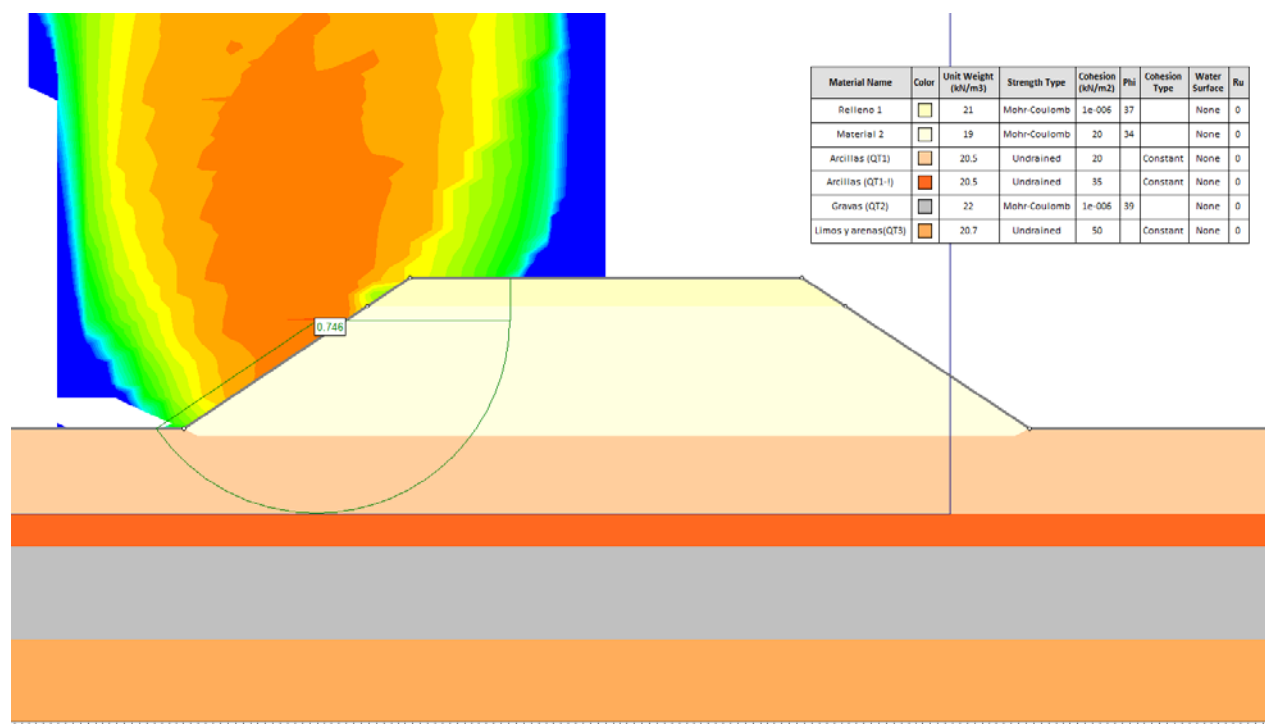 Material Name Color Unit Weight (kN/m3) Strength Type Cohesion (kN/m2) Phi Cohesion Type Water Surface Ru
Relleno 1 21 Mohr-Coulomb 1e-006 37 None 0
Material 2 19 Mohr-Coulomb 20 34 None 0
Arcillas (QT1) 20.5 Undrained 20 Constant None 0
Arcillas (QT1-!) 20.5 Undrained 35 Constant None 0
Gravas (QT2) 22 Mohr-Coulomb 1e-006 39 None 0
Limos y arenas(QT3) 20.7 Undrained 50 Constant None 0
0.746